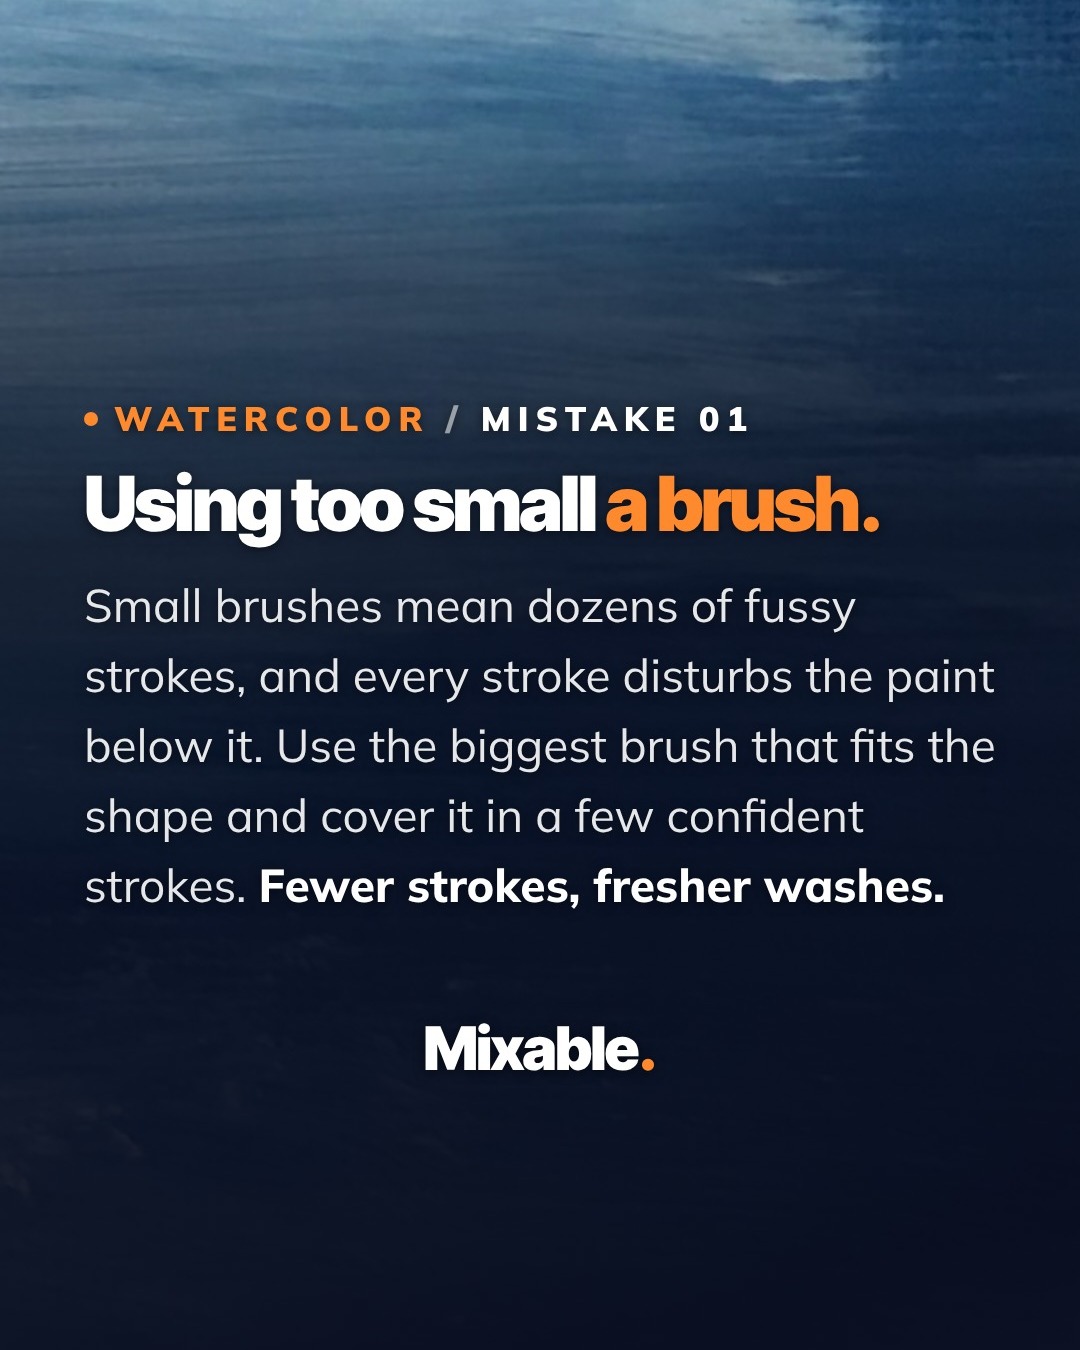 • WATERCOLOR / MISTAKE 01
Using too small a brush.
Small brushes mean dozens of fussy
strokes, and every stroke disturbs the paint
below it. Use the biggest brush that fits the
shape and cover it in a few confident
strokes. Fewer strokes, fresher washes.
Mixable.